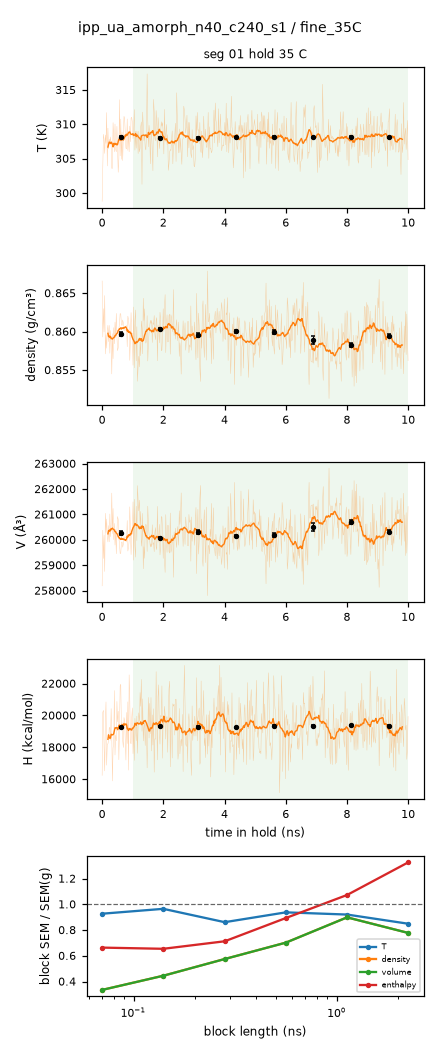 ipp_ua_amorph_n40_c240_s1 / fine_35C
seg 01 hold 35 C
T (K)
315
310
305
300
0 2 4 6 8 10
density (g/cm³)
0.865
0.860
0.855
0 2 4 6 8 10
V (Å³)
263000
262000
261000
260000
259000
258000
0 2 4 6 8 10
H (kcal/mol)
22000
20000
18000
16000
0 2 4 6 8 10
time in hold (ns)
block SEM / SEM(g)
1.2
1.0
0.8
0.6
0.4
T
density
volume
enthalpy
10⁻¹ 10⁰
block length (ns)